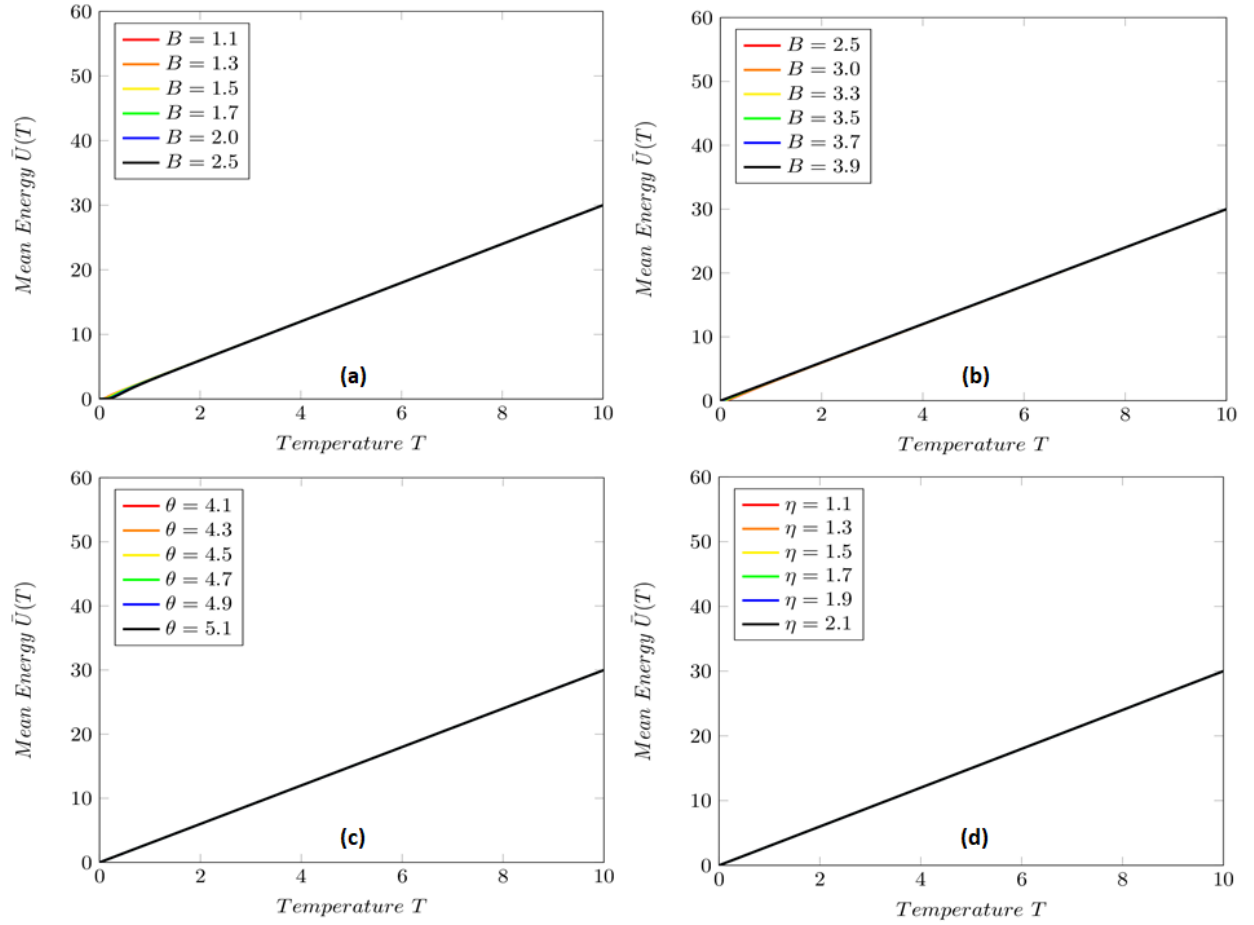 60
50
40
30
20
10
0
0 2 4 6 8 10
Mean Energy Ū(T)
Temperature T
B = 1.1
B = 1.3
B = 1.5
B = 1.7
B = 2.0
B = 2.5
(a)
60
50
40
30
20
10
0
0 2 4 6 8 10
Mean Energy Ū(T)
Temperature T
B = 2.5
B = 3.0
B = 3.3
B = 3.5
B = 3.7
B = 3.9
(b)
60
50
40
30
20
10
0
0 2 4 6 8 10
Mean Energy Ū(T)
Temperature T
θ = 4.1
θ = 4.3
θ = 4.5
θ = 4.7
θ = 4.9
θ = 5.1
(c)
60
50
40
30
20
10
0
0 2 4 6 8 10
Mean Energy Ū(T)
Temperature T
η = 1.1
η = 1.3
η = 1.5
η = 1.7
η = 1.9
η = 2.1
(d)